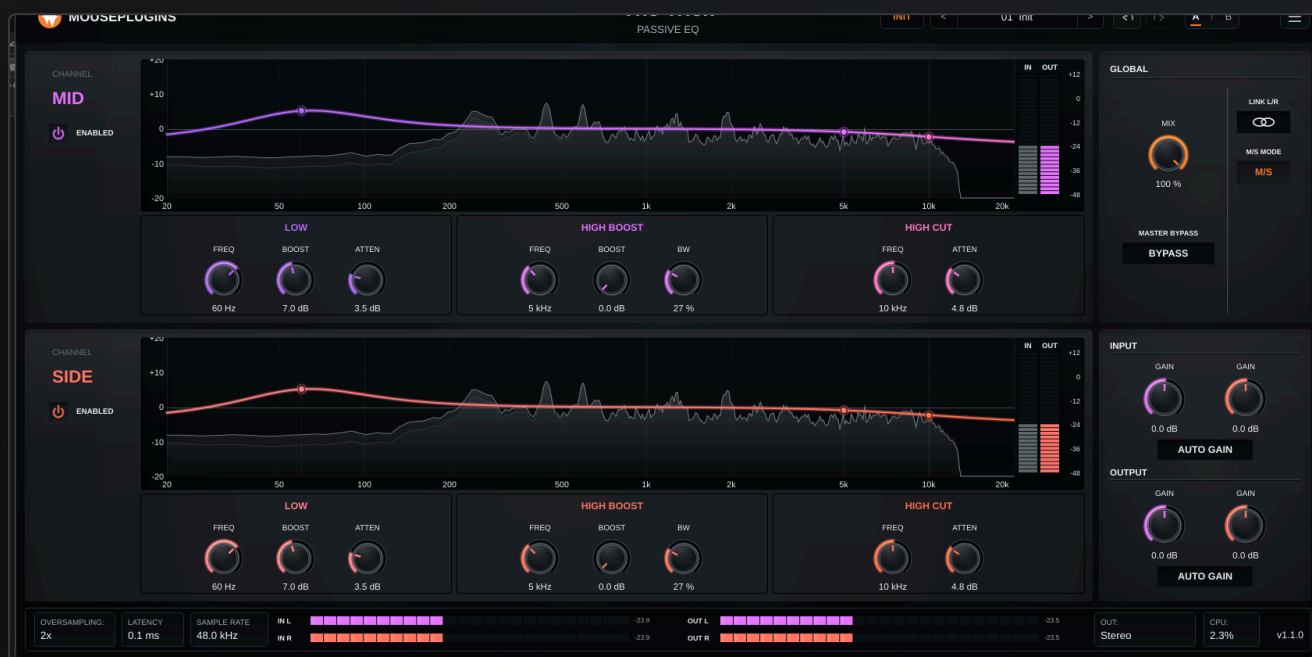 MOUSEPLUGINS
PASSIVE EQ
INIT < 01 Init > A / B
CHANNEL
MID
ENABLED
+20
+10
0
-10
-20
20 50 100 200 500 1k 2k 5k 10k 20k
IN OUT
+12
0
-12
-24
-36
-48
LOW
FREQ BOOST ATTEN
60 Hz 7.0 dB 3.5 dB
HIGH BOOST
FREQ BOOST BW
5 kHz 0.0 dB 27 %
HIGH CUT
FREQ ATTEN
10 kHz 4.8 dB
GLOBAL
MIX
100 %
LINK L/R
M/S MODE
M/S
MASTER BYPASS
BYPASS
CHANNEL
SIDE
ENABLED
+20
+10
0
-10
-20
20 50 100 200 500 1k 2k 5k 10k 20k
IN OUT
+12
0
-12
-24
-36
-48
LOW
FREQ BOOST ATTEN
60 Hz 7.0 dB 3.5 dB
HIGH BOOST
FREQ BOOST BW
5 kHz 0.0 dB 27 %
HIGH CUT
FREQ ATTEN
10 kHz 4.8 dB
INPUT
GAIN GAIN
0.0 dB 0.0 dB
AUTO GAIN
OUTPUT
GAIN GAIN
0.0 dB 0.0 dB
AUTO GAIN
OVERSAMPLING:
2x
LATENCY
0.1 ms
SAMPLE RATE
48.0 kHz
IN L -23.9
IN R -23.9
OUT L -23.5
OUT R -23.5
OUT:
Stereo
CPU:
2.3%
v1.1.0